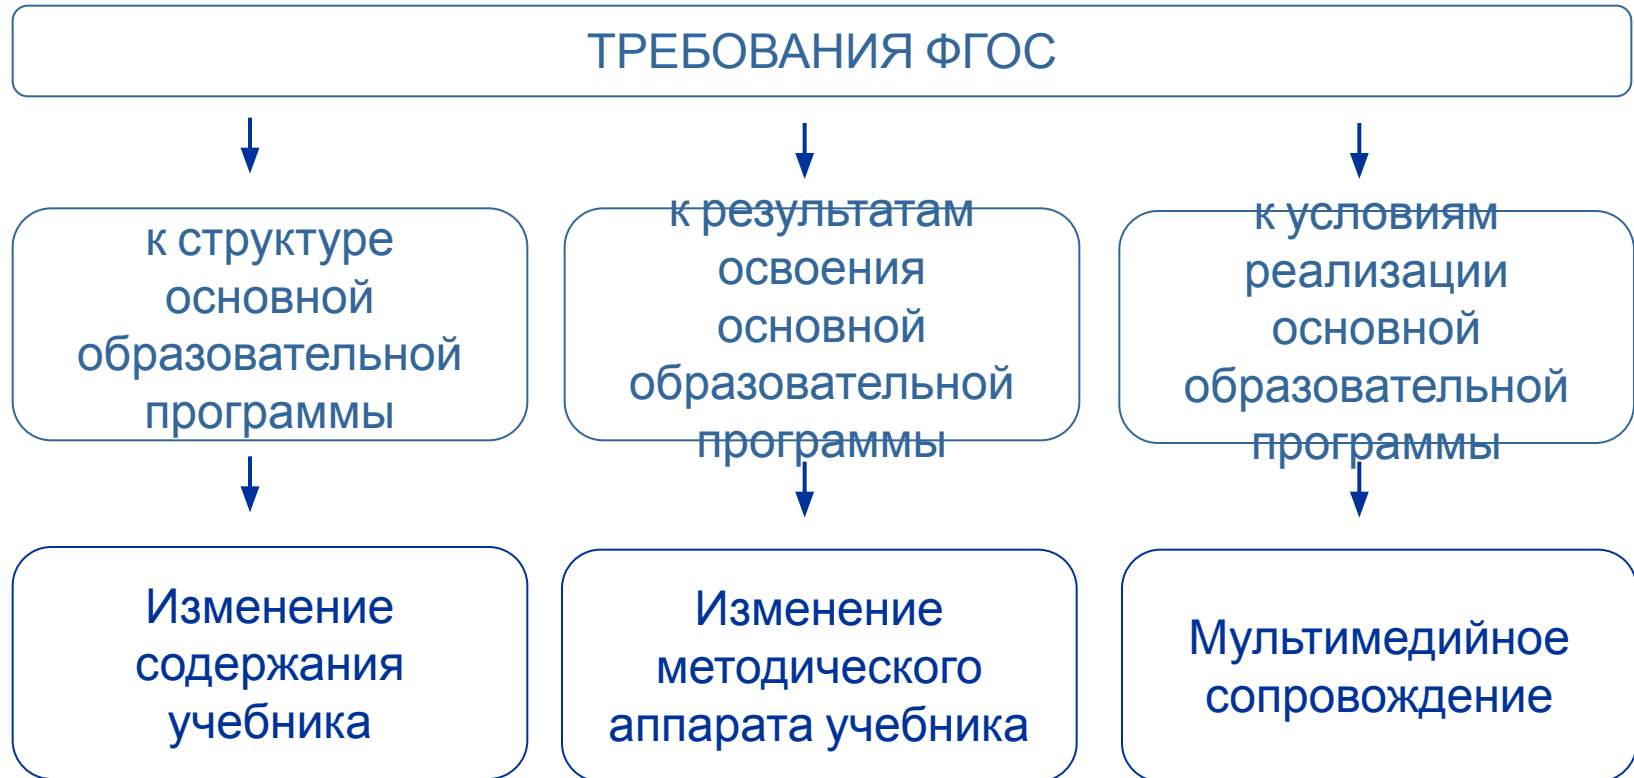 ТРЕБОВАНИЯ ФГОС
к структуре
основной
образовательной
программы
к результатам
освоения
основной
образовательной
программы
к условиям
реализации
основной
образовательной
программы
Изменение
содержания
учебника
Изменение
методического
аппарата учебника
Мультимедийное
сопровождение